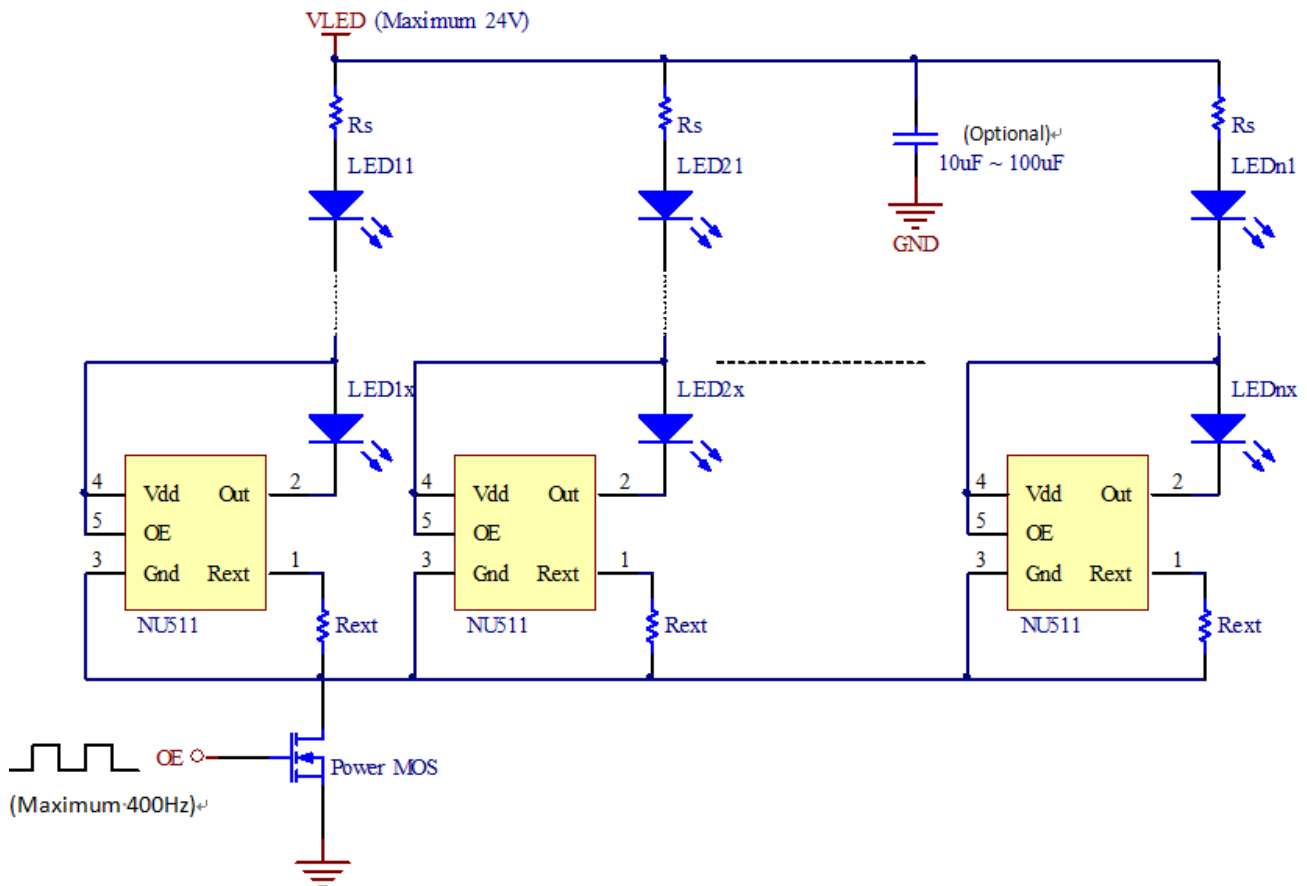 VLED (Maximum 24V)
Rs
Rs
(Optional)↵
10uF ~ 100uF
Rs
LED11
LED21
LEDn1
GND
LED1x
LED2x
LEDnx
4
Vdd
Out
2
5
OE
3
Gnd
Rext
1
NU511
Rext
4
Vdd
Out
2
5
OE
3
Gnd
Rext
1
NU511
Rext
4
Vdd
Out
2
5
OE
3
Gnd
Rext
1
NU511
Rext
OE
Power MOS
(Maximum·400Hz)↵